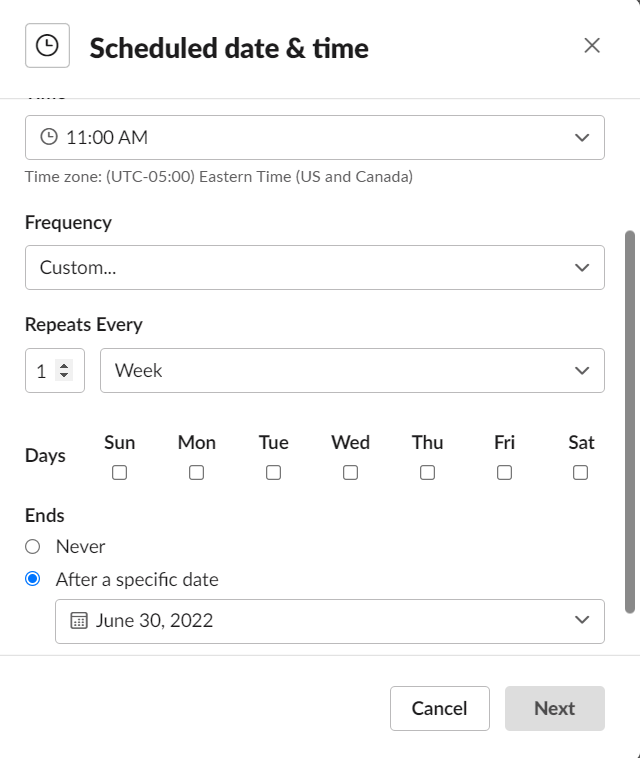 Scheduled date & time
11:00 AM
Time zone: (UTC-05:00) Eastern Time (US and Canada)
Frequency
Custom...
Repeats Every
1 Week
Sun Mon Tue Wed Thu Fri Sat
Days
Ends
Never
After a specific date
June 30, 2022
Cancel Next